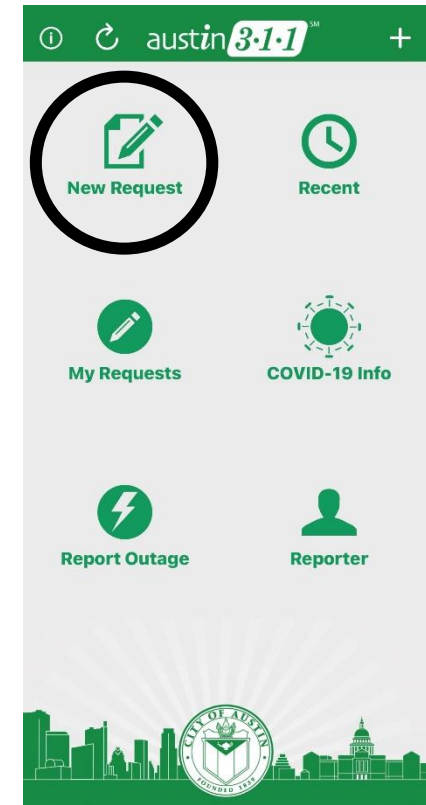 austin 3·1·1 SM
New Request
Recent
My Requests
COVID-19 Info
Report Outage
Reporter
CITY OF AUSTIN
FOUNDED 1839